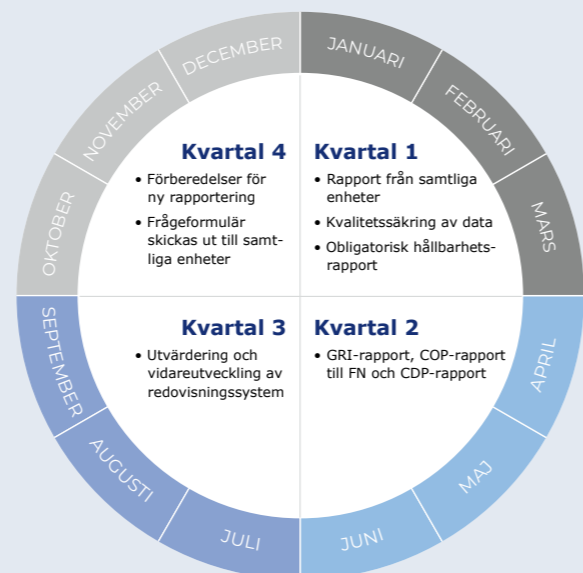 JANUARI
FEBRUARI
MARS
APRIL
MAJ
JUNI
JULI
AUGUSTI
SEPTEMBER
OKTOBER
NOVEMBER
DECEMBER
Kvartal 1
• Rapport från samtliga
enheter
• Kvalitetssäkring av data
• Obligatorisk hållbarhets-
rapport
Kvartal 2
• GRI-rapport, COP-rapport
till FN och CDP-rapport
Kvartal 3
• Utvärdering och
vidareutveckling av
redovisningssystem
Kvartal 4
• Förberedelser för
ny rapportering
• Frågeformulär
skickas ut till samt-
liga enheter